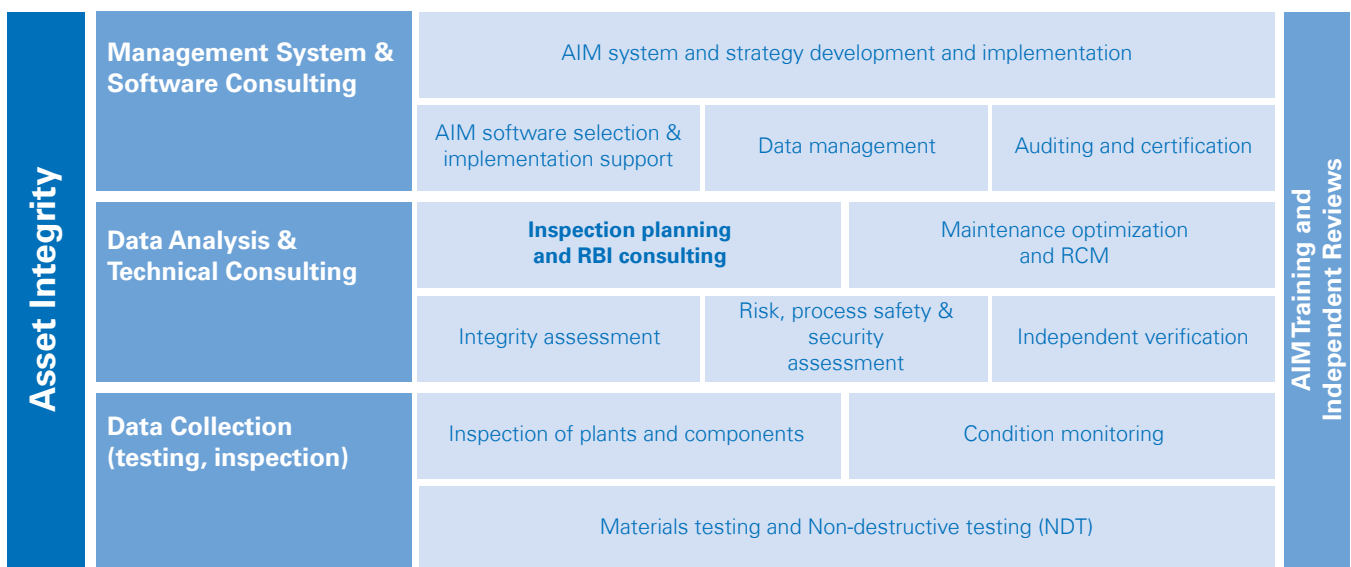 Asset Integrity
Management System &
Software Consulting
AIM system and strategy development and implementation
AIM software selection &
implementation support
Data management
Auditing and certification
Data Analysis &
Technical Consulting
Inspection planning
and RBI consulting
Maintenance optimization
and RCM
Integrity assessment
Risk, process safety &
security
assessment
Independent verification
Data Collection
(testing, inspection)
Inspection of plants and components
Condition monitoring
Materials testing and Non-destructive testing (NDT)
AIM Training and
Independent Reviews